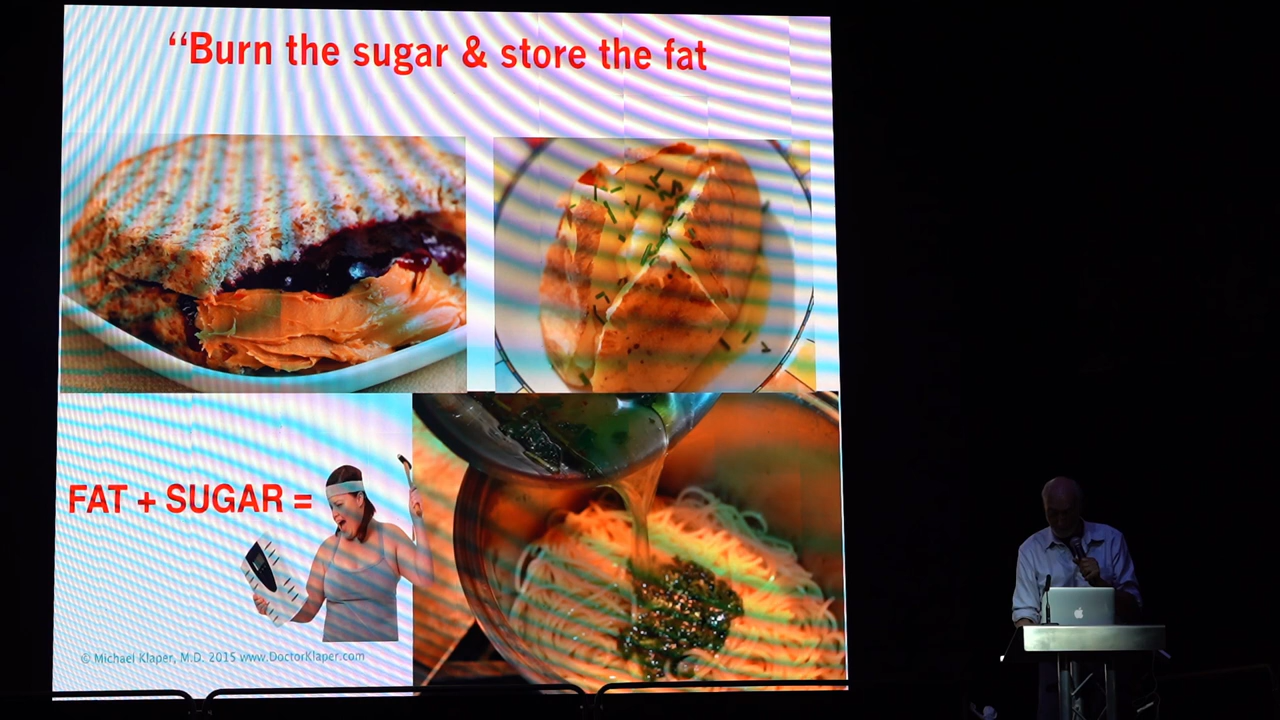 “Burn the sugar & store the fat
FAT + SUGAR =
© Michael Klaper, M.D. 2015 www.DoctorKlaper.com